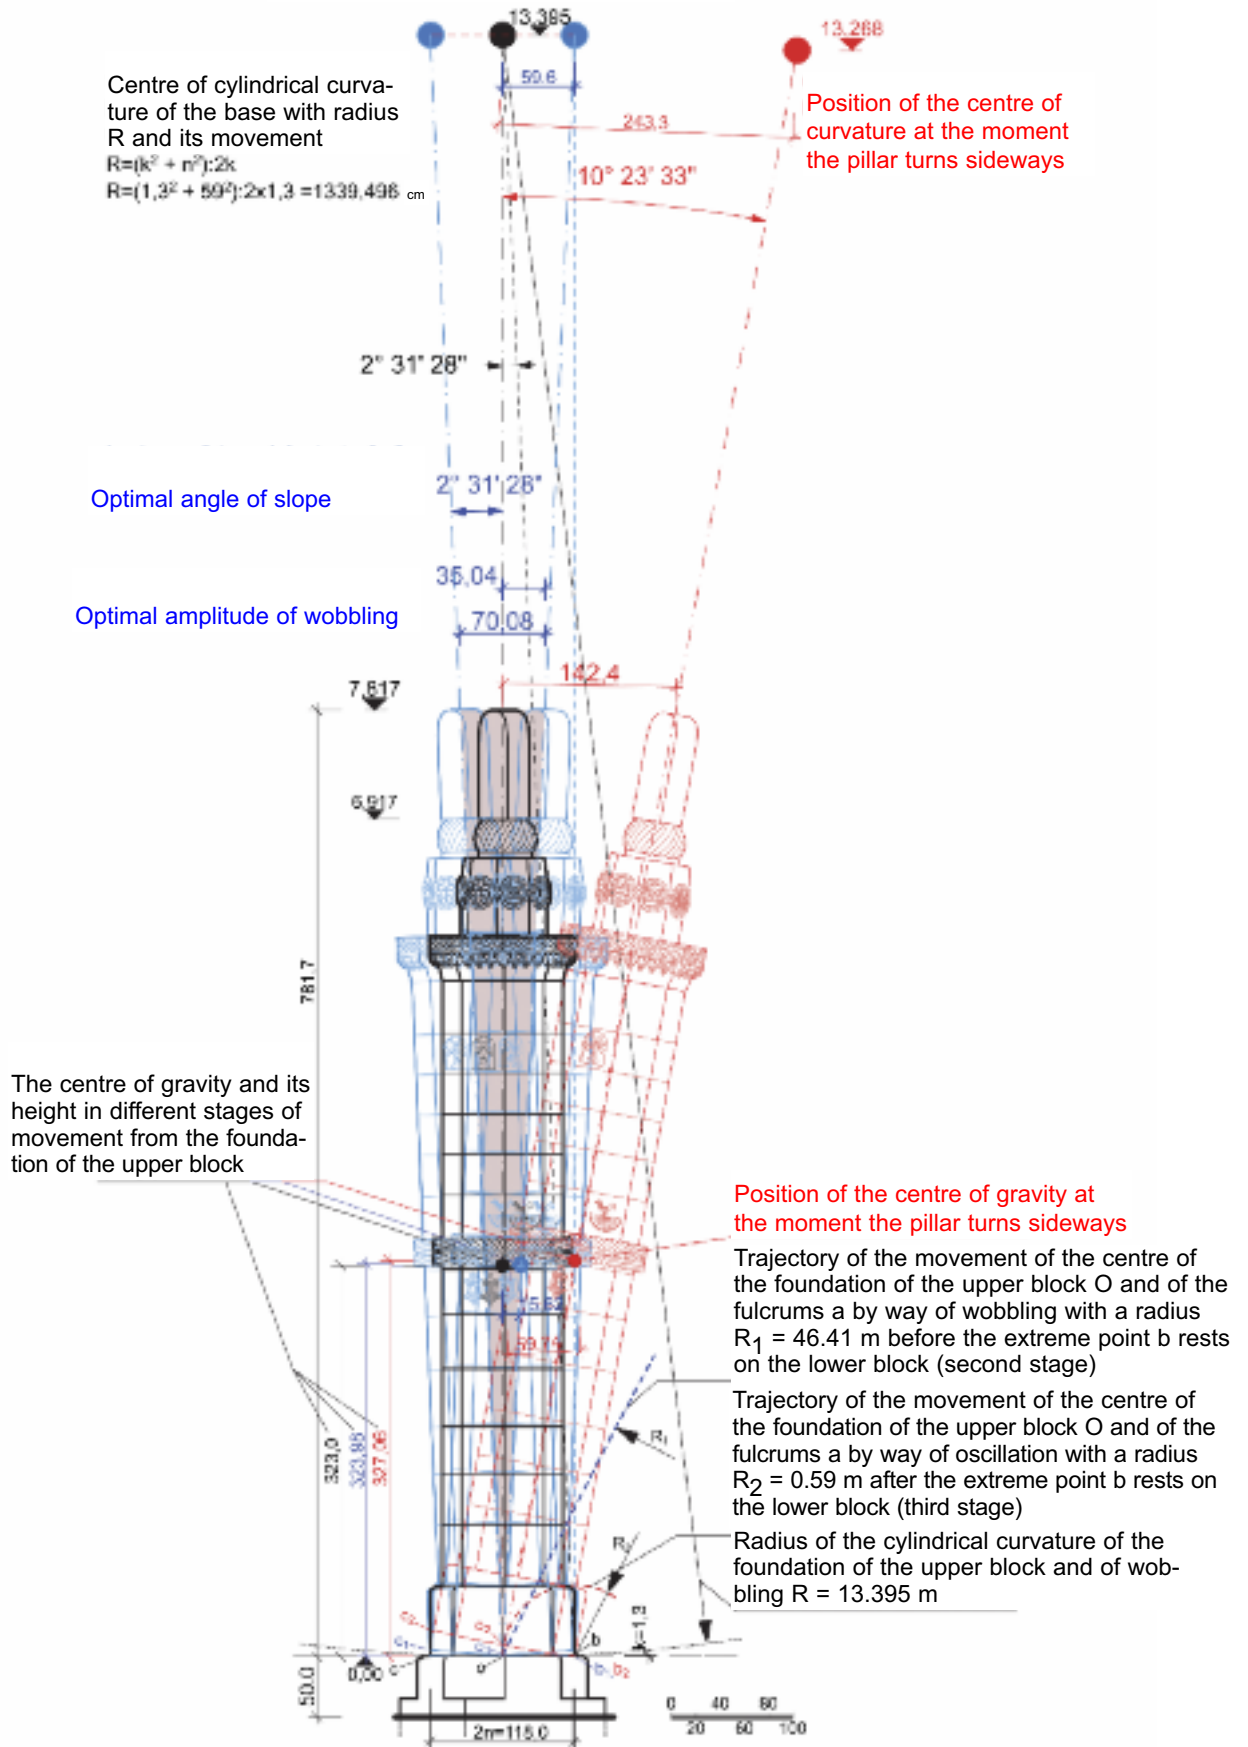 13,395
13,268
59.6
Centre of cylindrical curva-
ture of the base with radius
R and its movement
R=(k² + n²):2k
R=(1,3² + 59²):2x1,3 =1339,496 cm
Position of the centre of
curvature at the moment
the pillar turns sideways
243,3
10° 23' 33"
2° 31' 28"
2° 31' 28"
Optimal angle of slope
35,04
Optimal amplitude of wobbling
70,08
142,4
7,817
6,917
781,7
The centre of gravity and its
height in different stages of
movement from the founda-
tion of the upper block
Position of the centre of gravity at
the moment the pillar turns sideways
Trajectory of the movement of the centre of
the foundation of the upper block O and of the
fulcrums a by way of wobbling with a radius
R1 = 46.41 m before the extreme point b rests
on the lower block (second stage)
59,75
R1
323,0
323,95
327,06
Trajectory of the movement of the centre of
the foundation of the upper block O and of the
fulcrums a by way of oscillation with a radius
R2 = 0.59 m after the extreme point b rests on
the lower block (third stage)
Radius of the cylindrical curvature of the
foundation of the upper block and of wob-
bling R = 13.395 m
k=1,3
b
c1
c
b2
0,00
50.0
2n=118,0
0 40 80
20 60 100